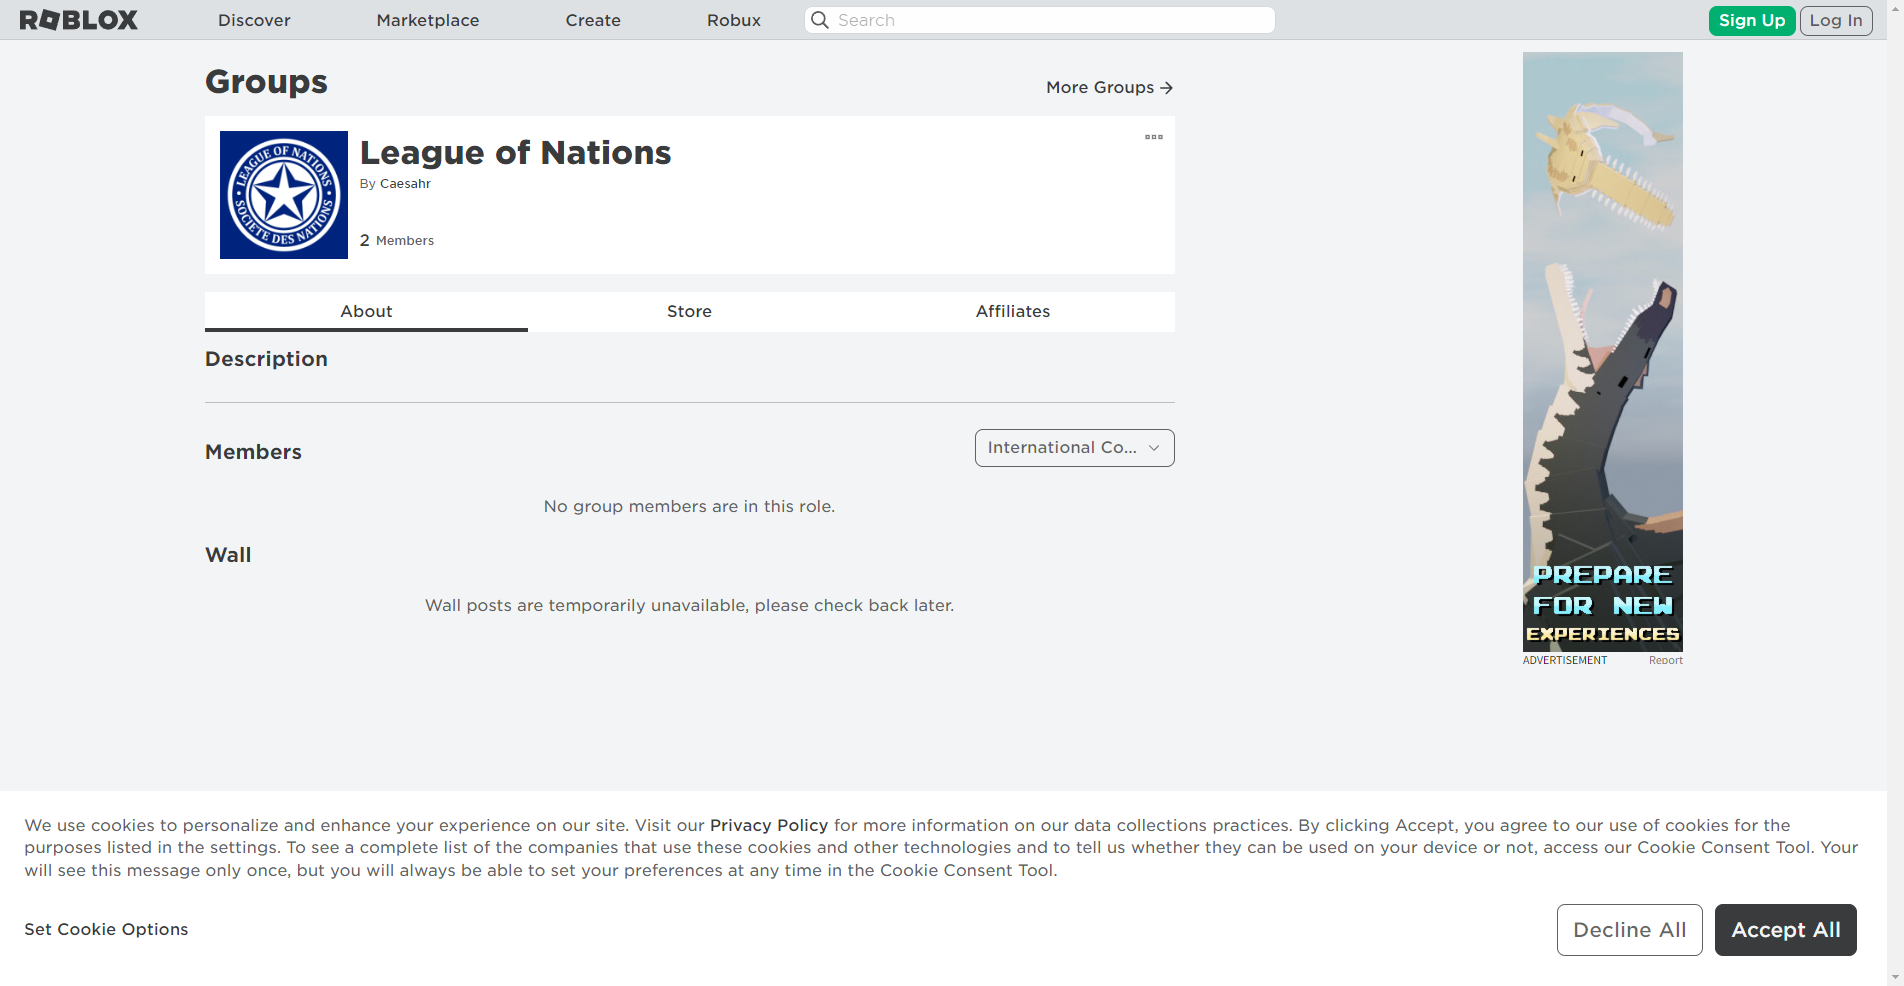 ROBLOX
Discover
Marketplace
Create
Robux
Search
Sign Up
Log In
Groups
More Groups
LEAGUE OF NATIONS
SOCIÉTÉ DES NATIONS
League of Nations
By Caesahr
2 Members
About
Store
Affiliates
Description
Members
International Co...
No group members are in this role.
Wall
Wall posts are temporarily unavailable, please check back later.
PREPARE
FOR NEW
EXPERIENCES
ADVERTISEMENT
Report
We use cookies to personalize and enhance your experience on our site. Visit our Privacy Policy for more information on our data collections practices. By clicking Accept, you agree to our use of cookies for the
purposes listed in the settings. To see a complete list of the companies that use these cookies and other technologies and to tell us whether they can be used on your device or not, access our Cookie Consent Tool. Your
will see this message only once, but you will always be able to set your preferences at any time in the Cookie Consent Tool.
Set Cookie Options
Decline All
Accept All